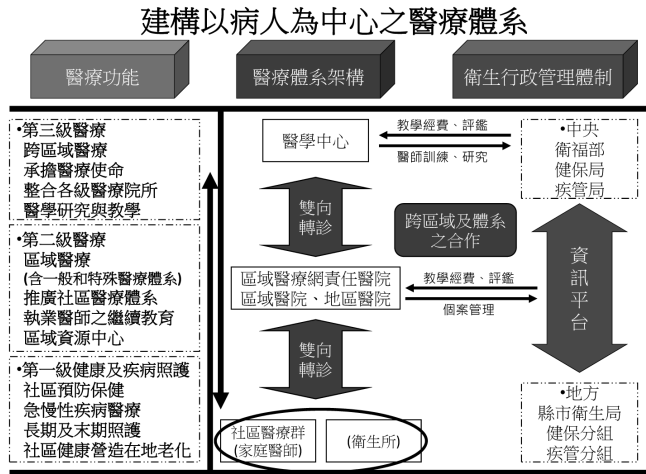 建構以病人為中心之醫療體系
醫療功能
醫療體系架構
衛生行政管理體制
•第三級醫療
跨區域醫療
承擔醫療使命
整合各級醫療院所
醫學研究與教學
•第二級醫療
區域醫療
(含一般和特殊醫療體系)
推廣社區醫療體系
執業醫師之繼續教育
區域資源中心
•第一級健康及疾病照護
社區預防保健
急慢性疾病醫療
長期及末期照護
社區健康營造在地老化
醫學中心
雙向
轉診
區域醫療網責任醫院
區域醫院、地區醫院
雙向
轉診
社區醫療群
(家庭醫師)
(衛生所)
教學經費、評鑑
醫師訓練、研究
跨區域及體系
之合作
教學經費、評鑑
個案管理
•中央
衛福部
健保局
疾管局
資訊平台
•地方
縣市衛生局
健保分組
疾管分組